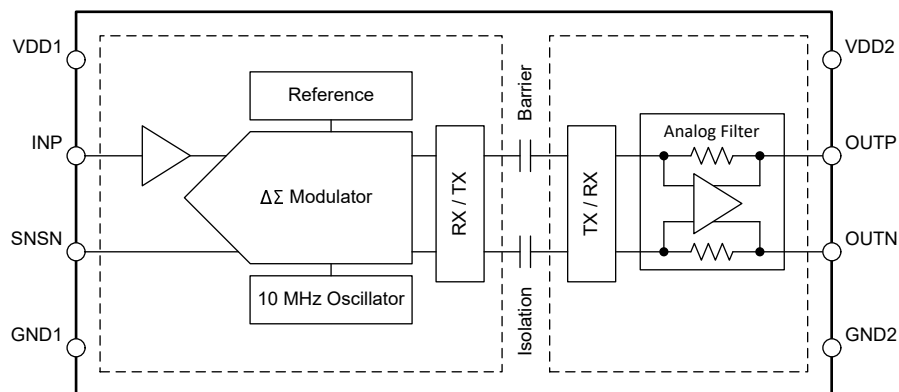 VDD1
VDD2
Barrier
Reference
Analog Filter
INP
OUTP
ΔΣ Modulator
RX / TX
TX / RX
SNSN
OUTN
10 MHz Oscillator
Isolation
GND1
GND2